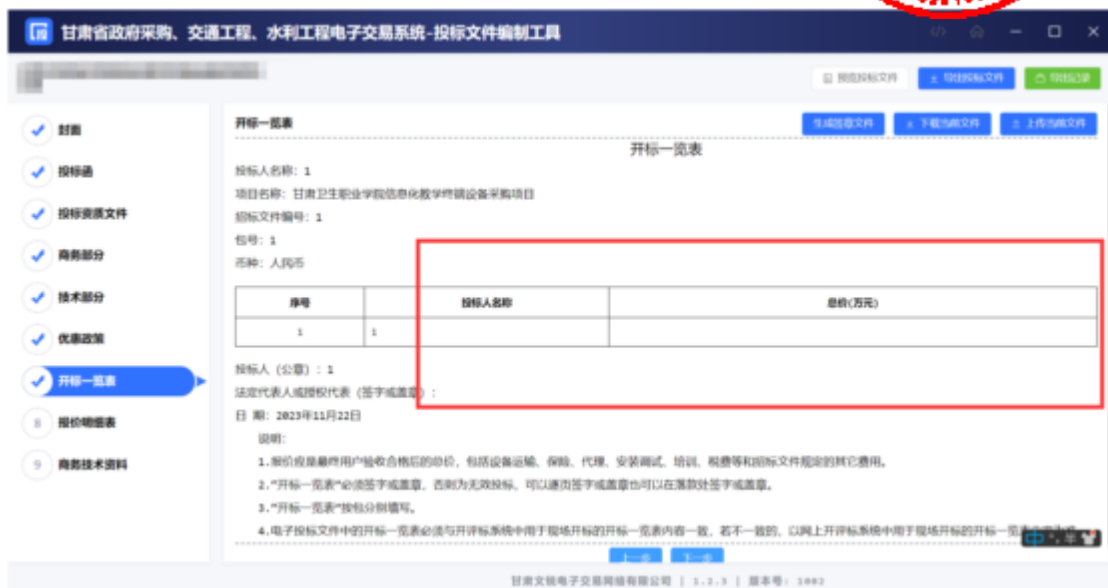 甘肃省政府采购、交通工程、水利工程电子交易系统-投标文件编制工具
预览投标文件 导出投标文件 导出记录
封面
投标函
投标资质文件
商务部分
技术部分
优惠政策
开标一览表
8 报价明细表
9 商务技术资料
开标一览表 生成签章文件 下载当前文件 上传当前文件
开标一览表
投标人名称: 1
项目名称: 甘肃卫生职业学院信息化教学终端设备采购项目
招标文件编号: 1
包号: 1
币种: 人民币
序号 投标人名称 总价(万元)
1 1
投标人 (公章) : 1
法定代表人或授权代表 (签字或盖章) :
日 期: 2023年11月22日
说明:
1.报价应是最终用户验收合格后的总价, 包括设备运输、保险、代理、安装调试、培训、税费等和招标文件规定的其它费用。
2."开标一览表"必须签字或盖章, 否则为无效投标, 可以逐页签字或盖章也可以在落款处签字或盖章。
3."开标一览表"按包分别填写。
4.电子投标文件中的开标一览表必须与开评标系统中用于现场开标的开标一览表内容一致, 若不一致的, 以网上开评标系统中用于现场开标的开标一览
中 半
上一步 下一步
甘肃文锐电子交易网络有限公司 | 1.2.3 | 版本号: 1002